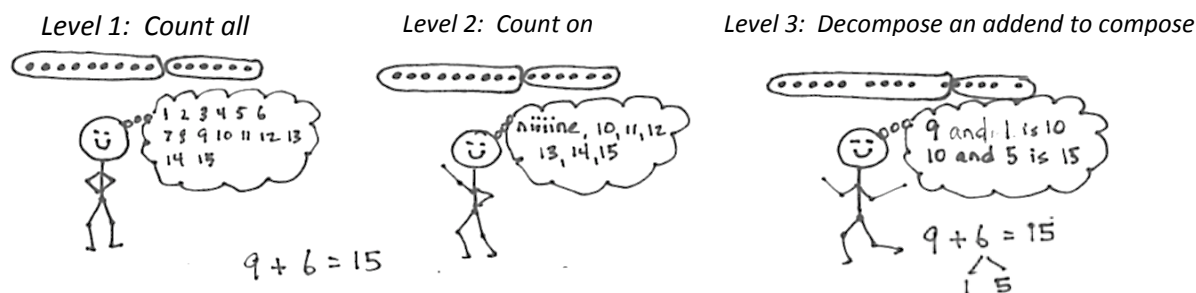 Level 1: Count all
Level 2: Count on
Level 3: Decompose an addend to compose
1 2 3 4 5 6
7 8 9 10 11 12 13
14 15
niiiiine, 10, 11, 12
13, 14, 15
9 and 1 is 10
10 and 5 is 15
9 + 6 = 15
9 + 6 = 15
1 5